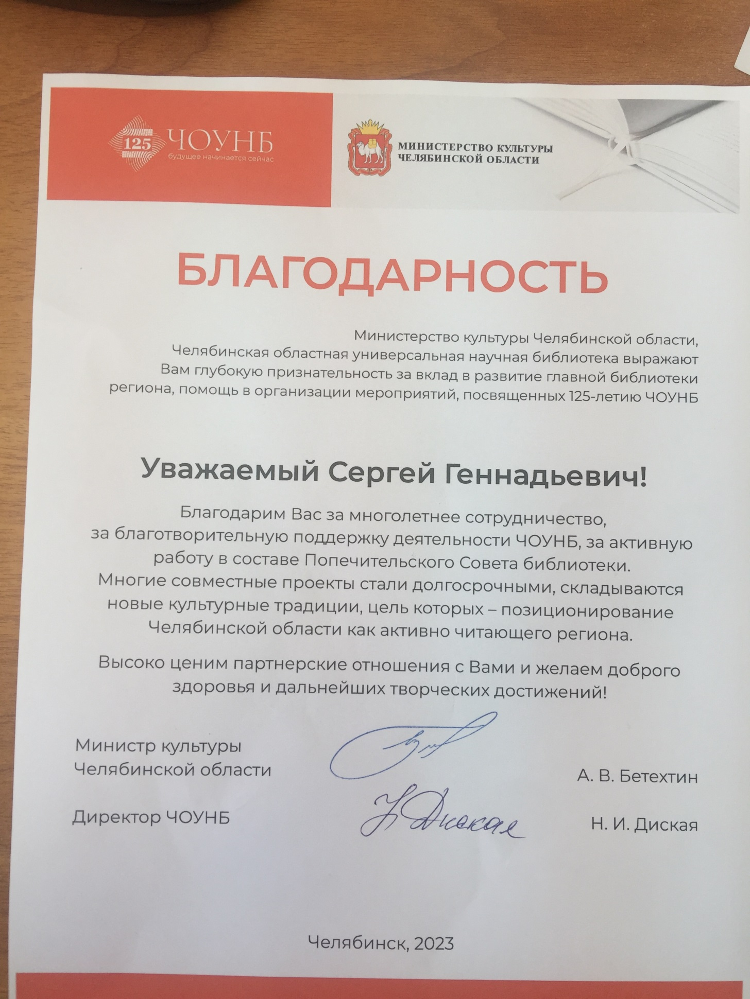 125
ЧОУНБ
будущее начинается сейчас
МИНИСТЕРСТВО КУЛЬТУРЫ
ЧЕЛЯБИНСКОЙ ОБЛАСТИ
БЛАГОДАРНОСТЬ
Министерство культуры Челябинской области,
Челябинская областная универсальная научная библиотека выражают
Вам глубокую признательность за вклад в развитие главной библиотеки
региона, помощь в организации мероприятий, посвященных 125-летию ЧОУНБ
Уважаемый Сергей Геннадьевич!
Благодарим Вас за многолетнее сотрудничество,
за благотворительную поддержку деятельности ЧОУНБ, за активную
работу в составе Попечительского Совета библиотеки.
Многие совместные проекты стали долгосрочными, складываются
новые культурные традиции, цель которых – позиционирование
Челябинской области как активно читающего региона.
Высоко ценим партнерские отношения с Вами и желаем доброго
здоровья и дальнейших творческих достижений!
Министр культуры
Челябинской области
А. В. Бетехтин
Директор ЧОУНБ
Н Диская
Н. И. Диская
Челябинск, 2023